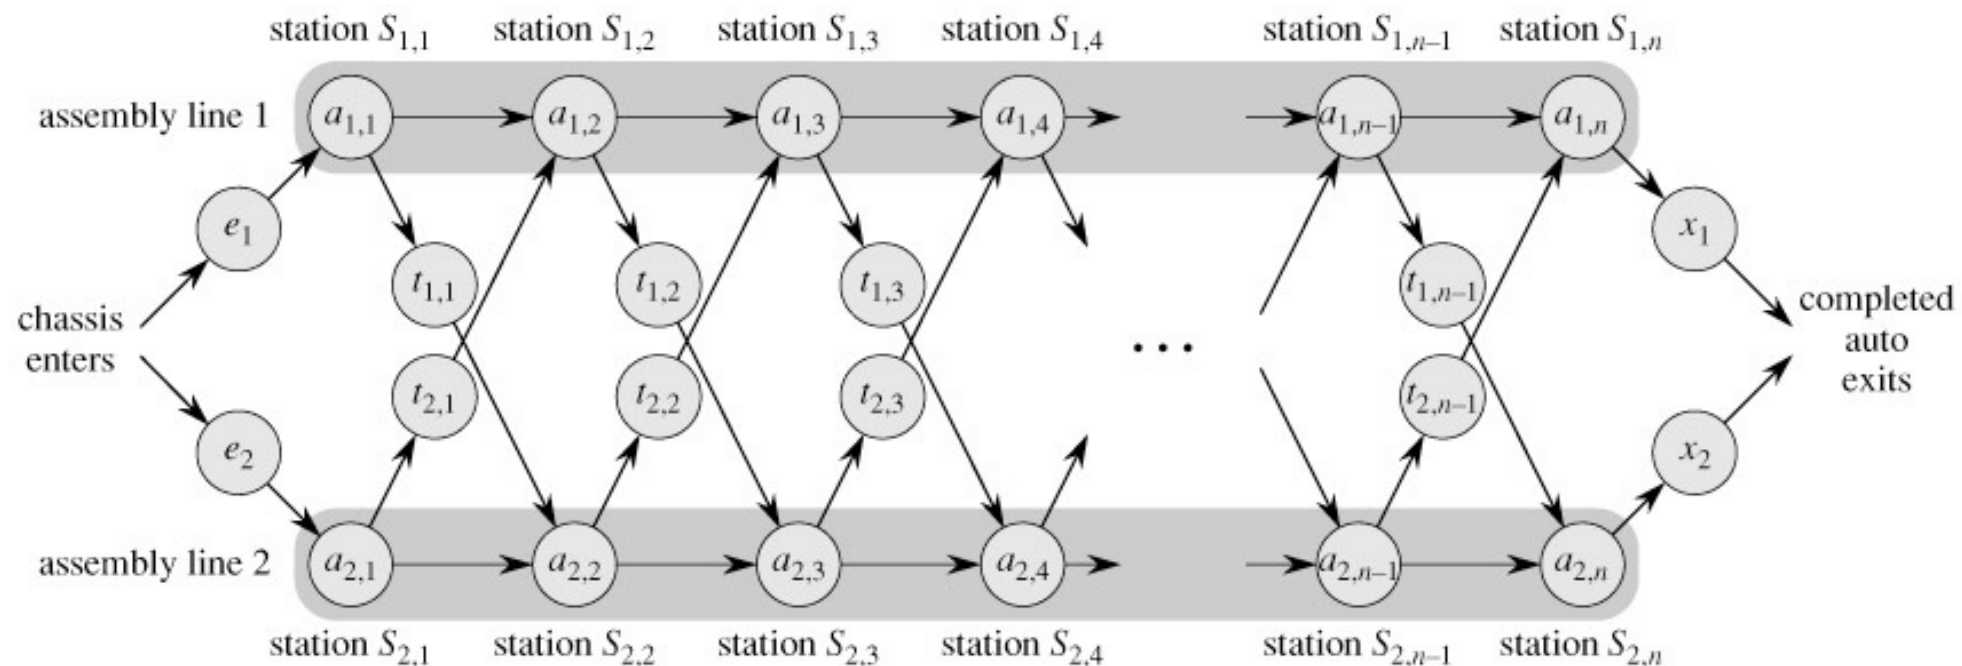 station S1,1 station S1,2 station S1,3 station S1,4 station S1,n–1 station S1,n
assembly line 1 a1,1 a1,2 a1,3 a1,4 a1,n–1 a1,n
e1 x1
t1,1 t1,2 t1,3 t1,n–1
chassis enters
...
completed auto exits
t2,1 t2,2 t2,3 t2,n–1
e2 x2
assembly line 2 a2,1 a2,2 a2,3 a2,4 a2,n–1 a2,n
station S2,1 station S2,2 station S2,3 station S2,4 station S2,n–1 station S2,n